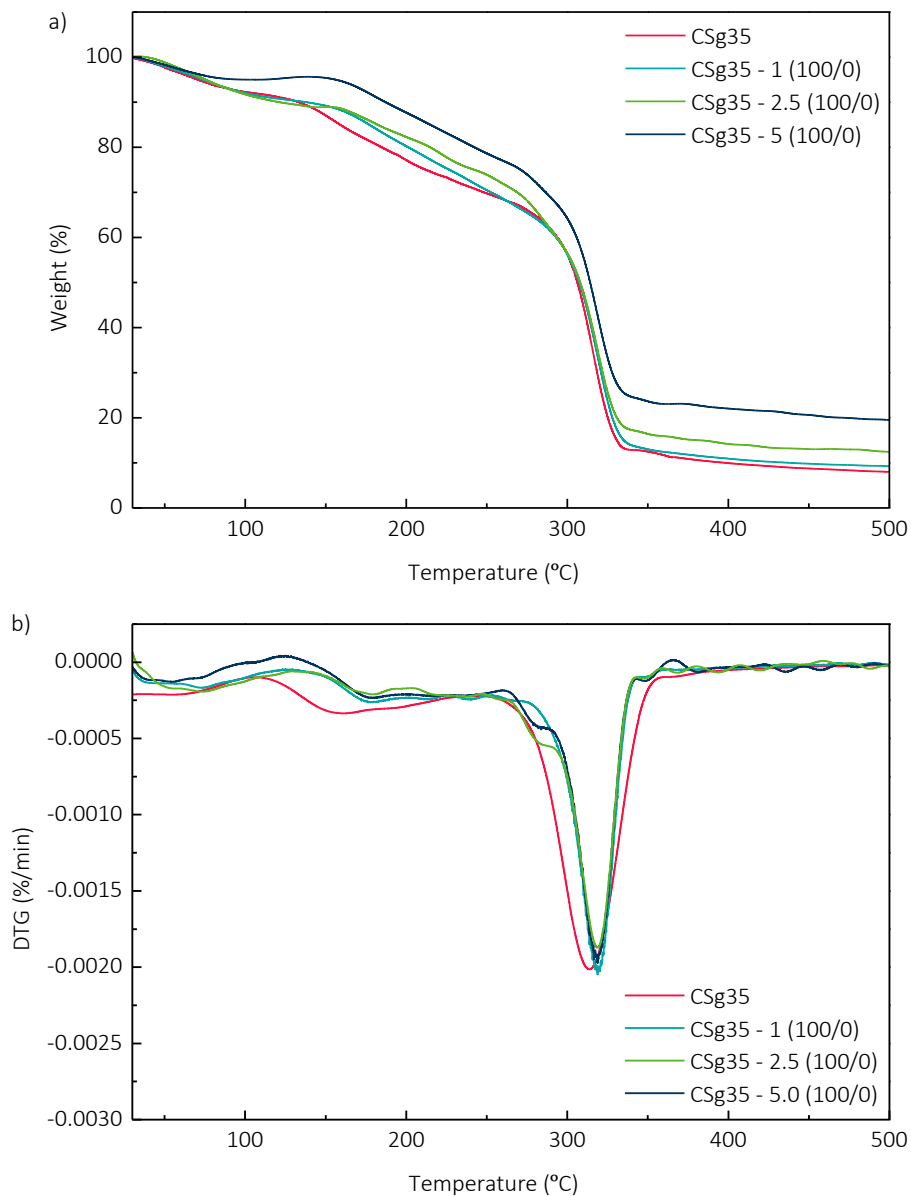 a)
CSg35
CSg35 - 1 (100/0)
CSg35 - 2.5 (100/0)
CSg35 - 5 (100/0)
100
80
60
40
20
0
Weight (%)
100 200 300 400 500
Temperature (ºC)
b)
0.0000
-0.0005
-0.0010
-0.0015
-0.0020
-0.0025
-0.0030
DTG (%/min)
CSg35
CSg35 - 1 (100/0)
CSg35 - 2.5 (100/0)
CSg35 - 5.0 (100/0)
100 200 300 400 500
Temperature (ºC)